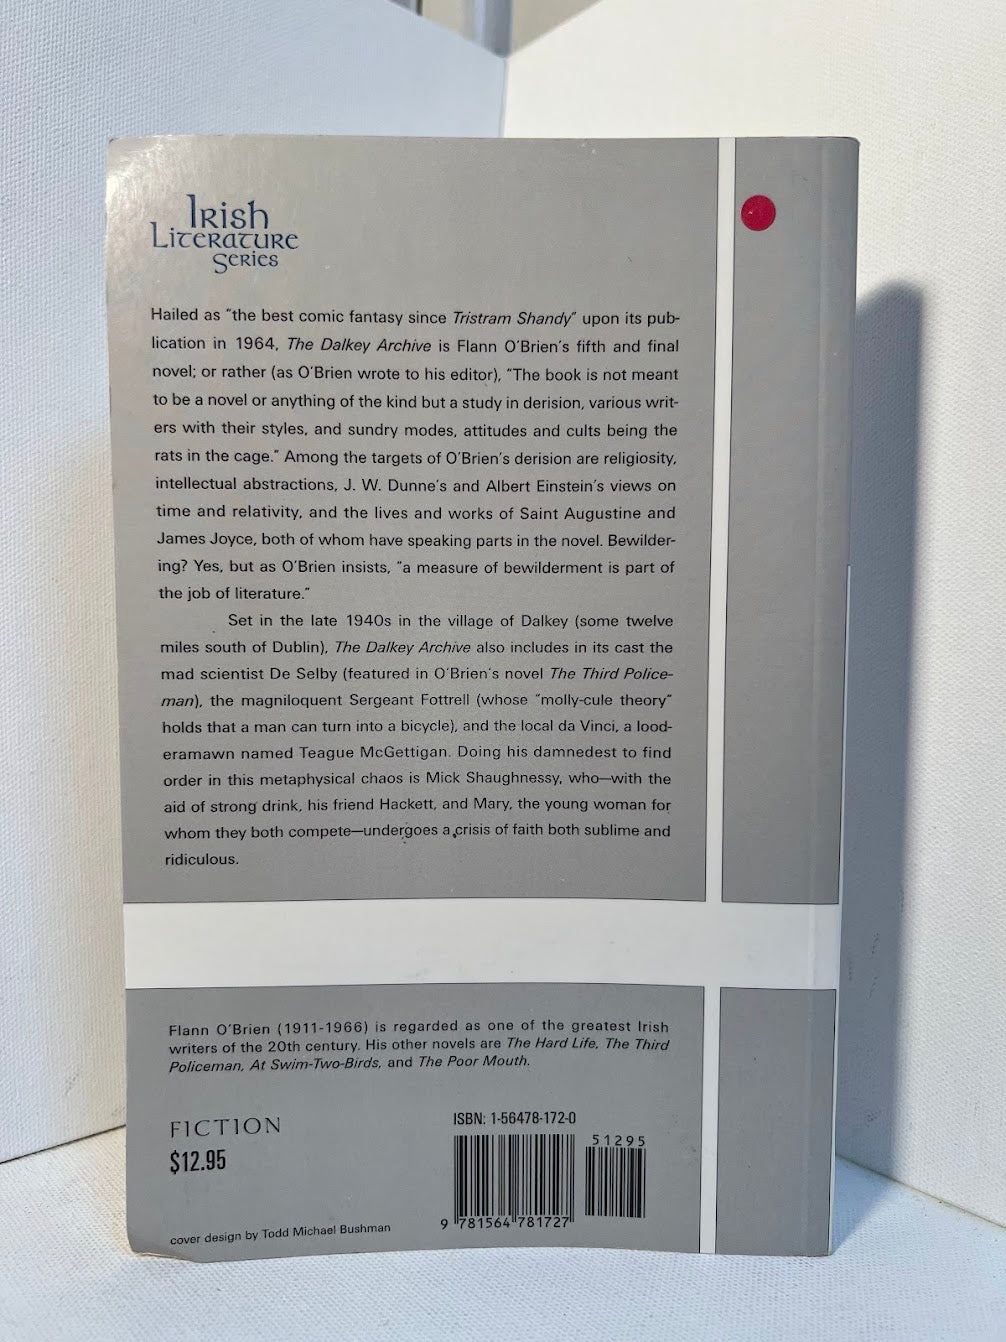 Irish
Literature
Series
Hailed as “the best comic fantasy since Tristram Shandy” upon its pub-
lication in 1964, The Dalkey Archive is Flann O’Brien’s fifth and final
novel; or rather (as O’Brien wrote to his editor), “The book is not meant
to be a novel or anything of the kind but a study in derision, various writ-
ers with their styles, and sundry modes, attitudes and cults being the
rats in the cage.” Among the targets of O’Brien’s derision are religiosity,
intellectual abstractions, J. W. Dunne’s and Albert Einstein’s views on
time and relativity, and the lives and works of Saint Augustine and
James Joyce, both of whom have speaking parts in the novel. Bewilder-
ing? Yes, but as O’Brien insists, “a measure of bewilderment is part of
the job of literature.”
Set in the late 1940s in the village of Dalkey (some twelve
miles south of Dublin), The Dalkey Archive also includes in its cast the
mad scientist De Selby (featured in O’Brien’s novel The Third Police-
man), the magniloquent Sergeant Fottrell (whose “molly-cule theory”
holds that a man can turn into a bicycle), and the local da Vinci, a lood-
eramawn named Teague McGettigan. Doing his damnedest to find
order in this metaphysical chaos is Mick Shaughnessy, who—with the
aid of strong drink, his friend Hackett, and Mary, the young woman for
whom they both compete—undergoes a crisis of faith both sublime and
ridiculous.
Flann O’Brien (1911-1966) is regarded as one of the greatest Irish
writers of the 20th century. His other novels are The Hard Life, The Third
Policeman, At Swim-Two-Birds, and The Poor Mouth.
FICTION
$12.95
ISBN: 1-56478-172-0
51295
9 781564 781727
cover design by Todd Michael Bushman